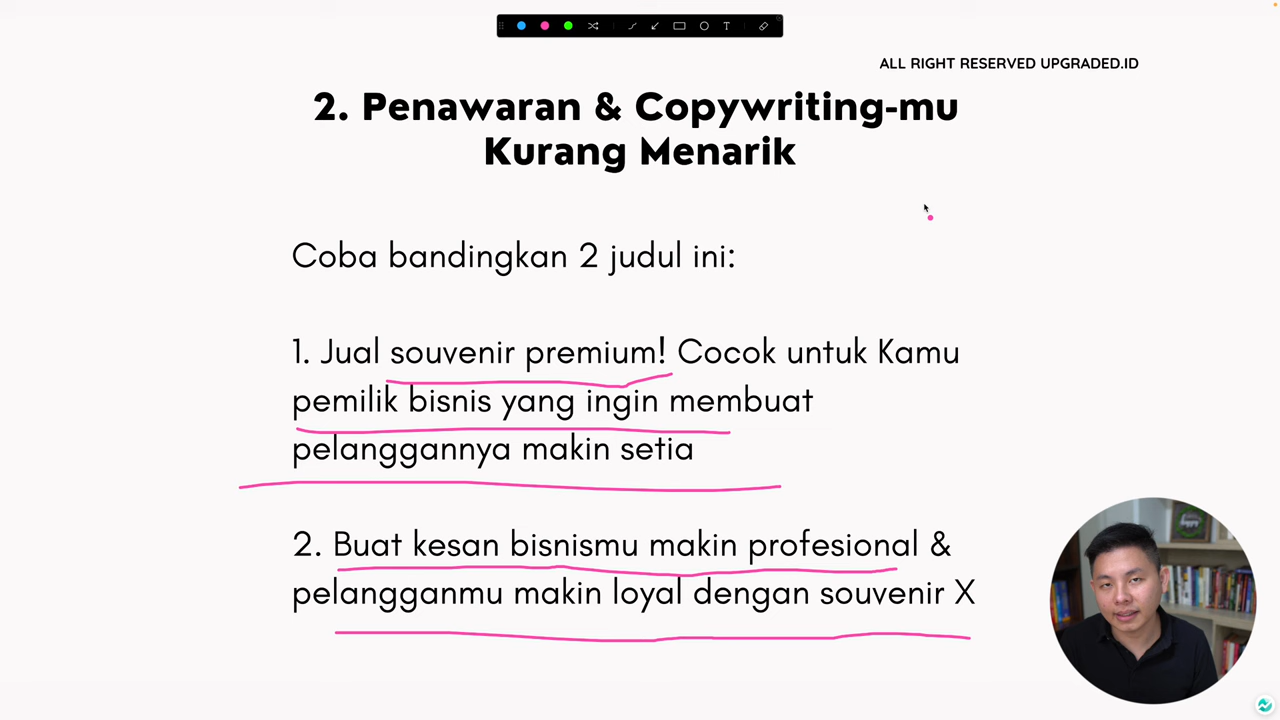 ALL RIGHT RESERVED UPGRADED.ID
2. Penawaran & Copywriting-mu
Kurang Menarik
Coba bandingkan 2 judul ini:
1. Jual souvenir premium! Cocok untuk Kamu
pemilik bisnis yang ingin membuat
pelanggannya makin setia
2. Buat kesan bisnismu makin profesional &
pelangganmu makin loyal dengan souvenir X